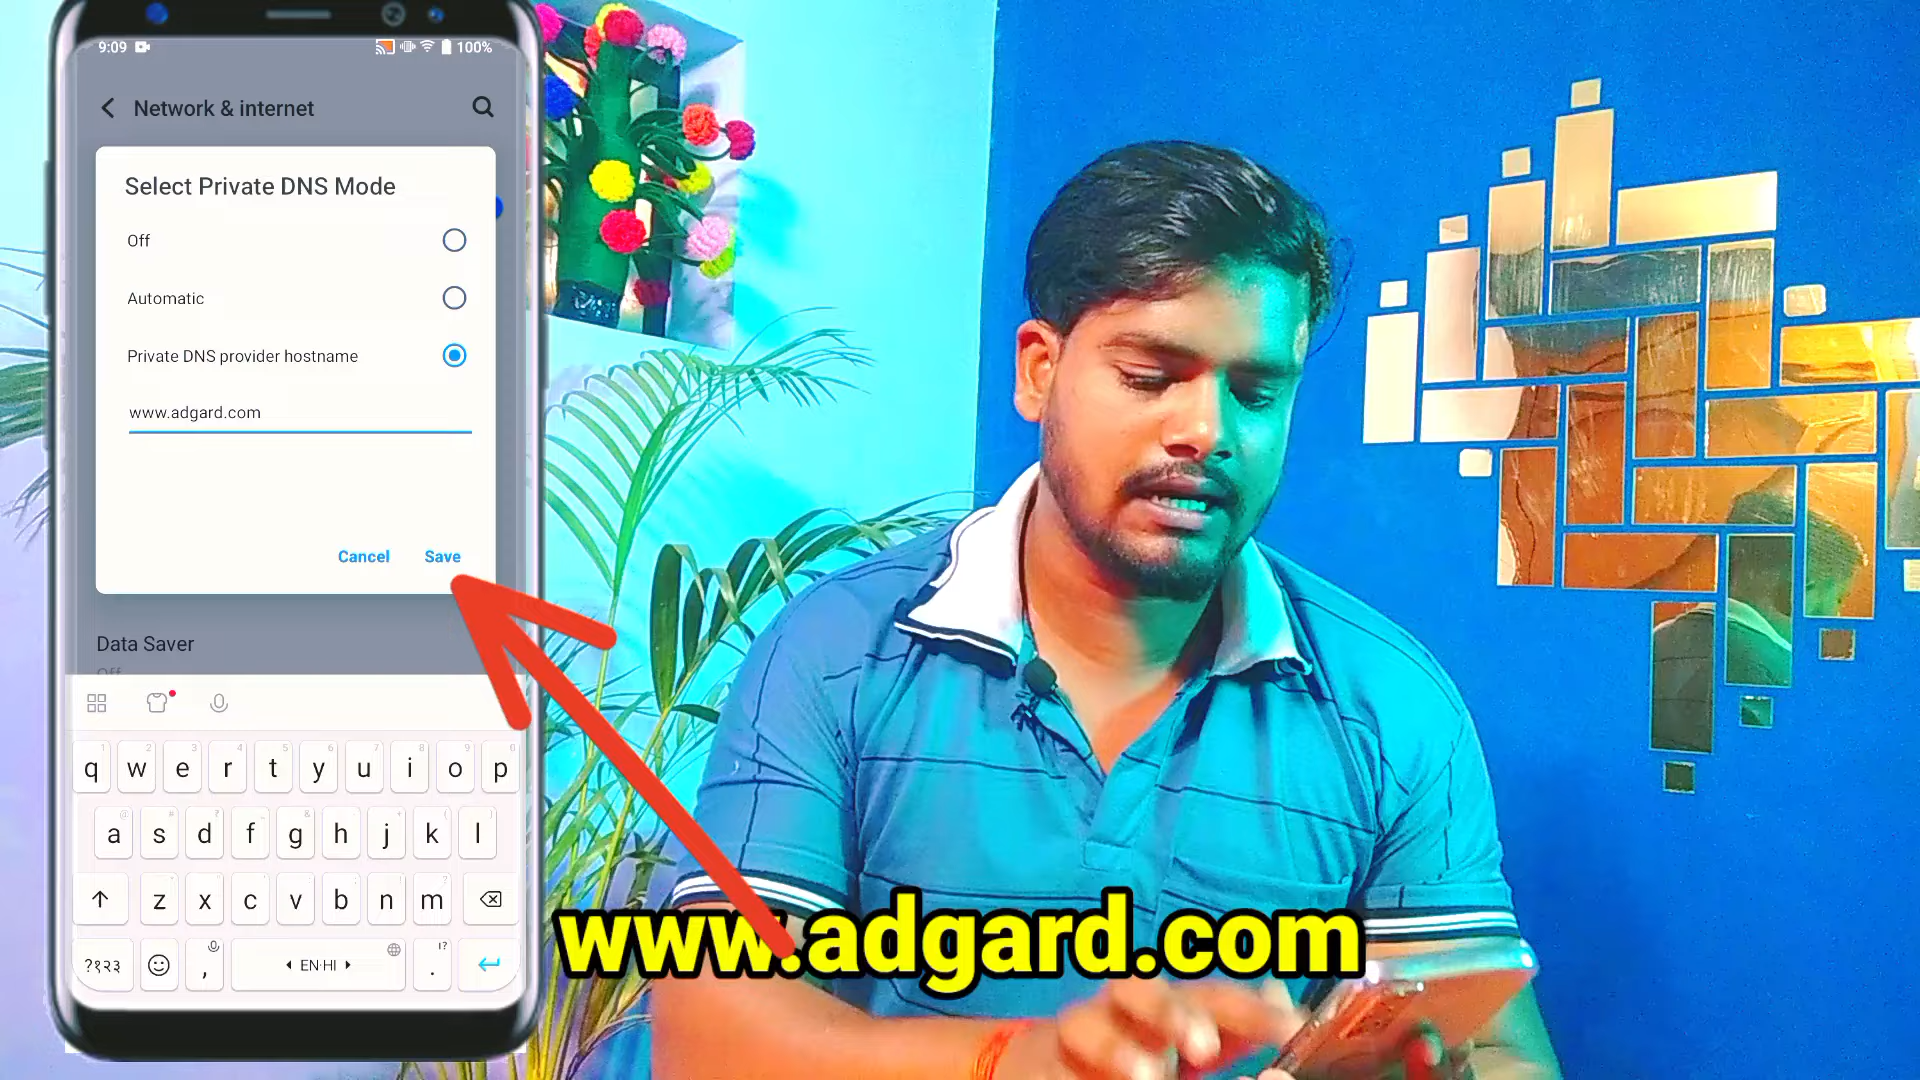 9:09
100%
Network & internet
Select Private DNS Mode
Off
Automatic
Private DNS provider hostname
www.adgard.com
Cancel Save
Data Saver
Off
q w e r t y u i o p
a s d f g h j k l
z x c v b n m
?१२३ , EN·HI . !?
www.adgard.com